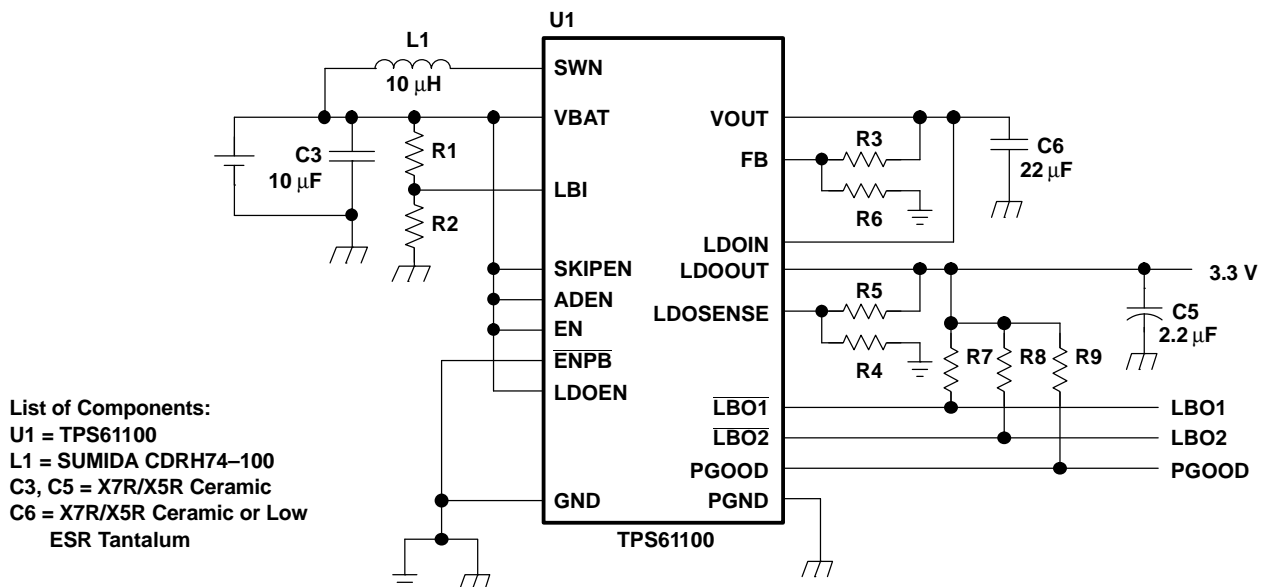 U1
L1
10 μH
SWN
VBAT
VOUT
C3
10 μF
R1
R3
FB
C6
22 μF
LBI
R6
R2
LDOIN
SKIPEN
LDOOUT
3.3 V
ADEN
R5
LDOSENSE
C5
2.2 μF
EN
ENPB
R4
R7
R8
R9
LDOEN
LBO1
LBO1
LBO2
LBO2
PGOOD
PGOOD
GND
PGND
TPS61100
List of Components:
U1 = TPS61100
L1 = SUMIDA CDRH74–100
C3, C5 = X7R/X5R Ceramic
C6 = X7R/X5R Ceramic or Low
ESR Tantalum